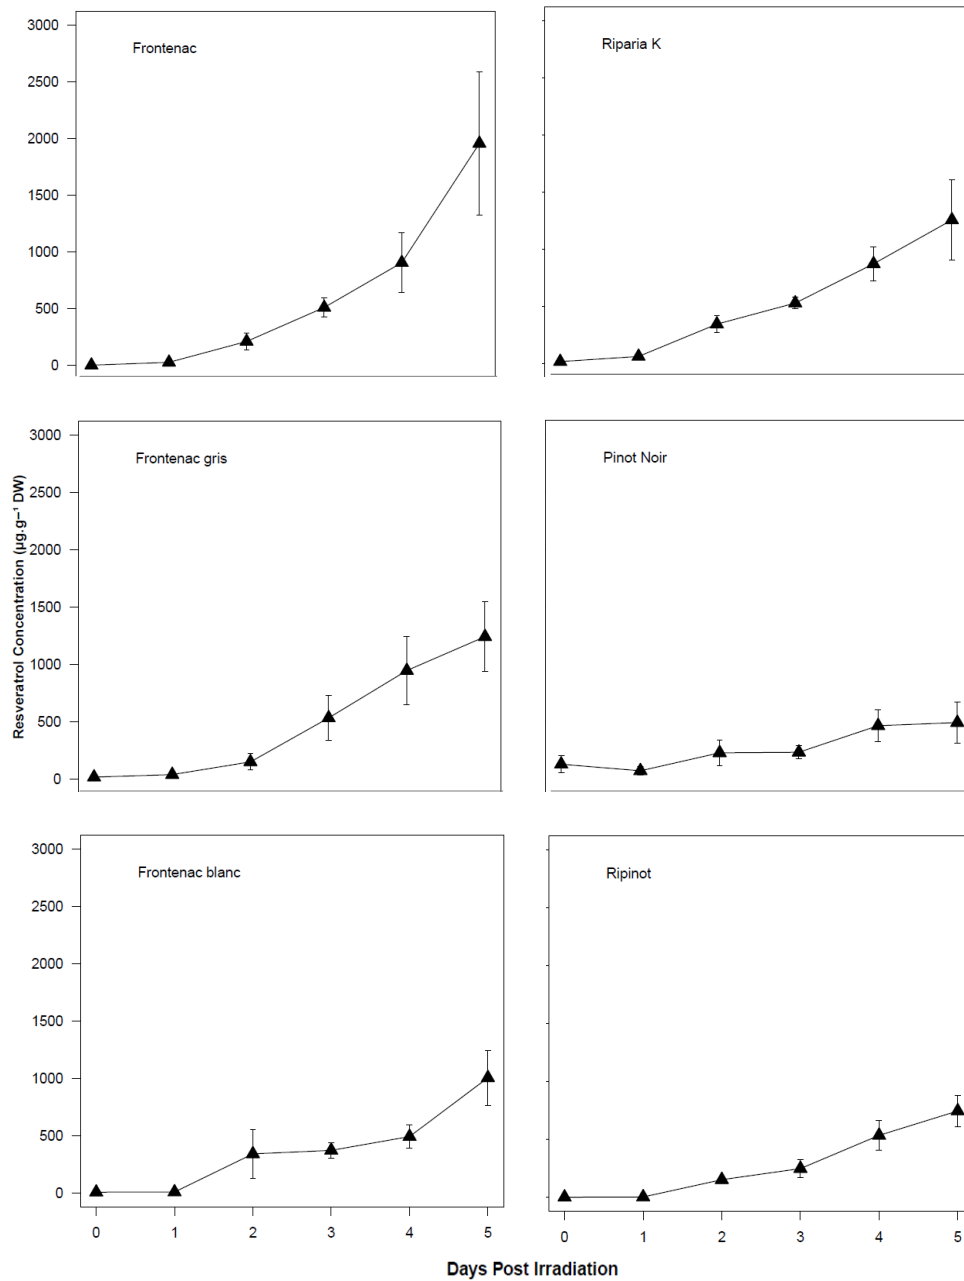 Frontenac
3000
2500
2000
1500
1000
500
0
Riparia K
Resveratrol Concentration (µg.g⁻¹ DW)
Frontenac gris
3000
2500
2000
1500
1000
500
0
Pinot Noir
Frontenac blanc
3000
2500
2000
1500
1000
500
0
0 1 2 3 4 5
Ripinot
0 1 2 3 4 5
Days Post Irradiation